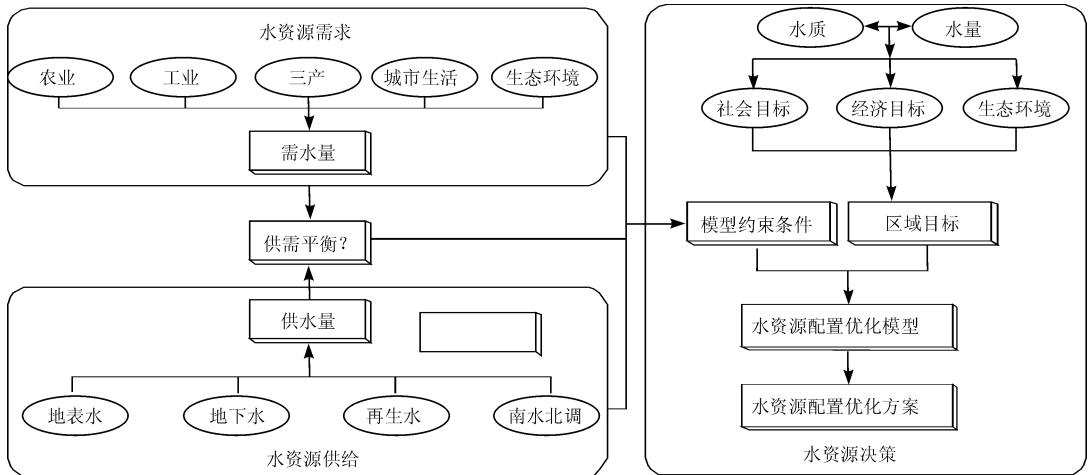 水资源需求
农业
工业
三产
城市生活
生态环境
需水量
供需平衡?
供水量
地表水
地下水
再生水
南水北调
水资源供给
水质
水量
社会目标
经济目标
生态环境
模型约束条件
区域目标
水资源配置优化模型
水资源配置优化方案
水资源决策